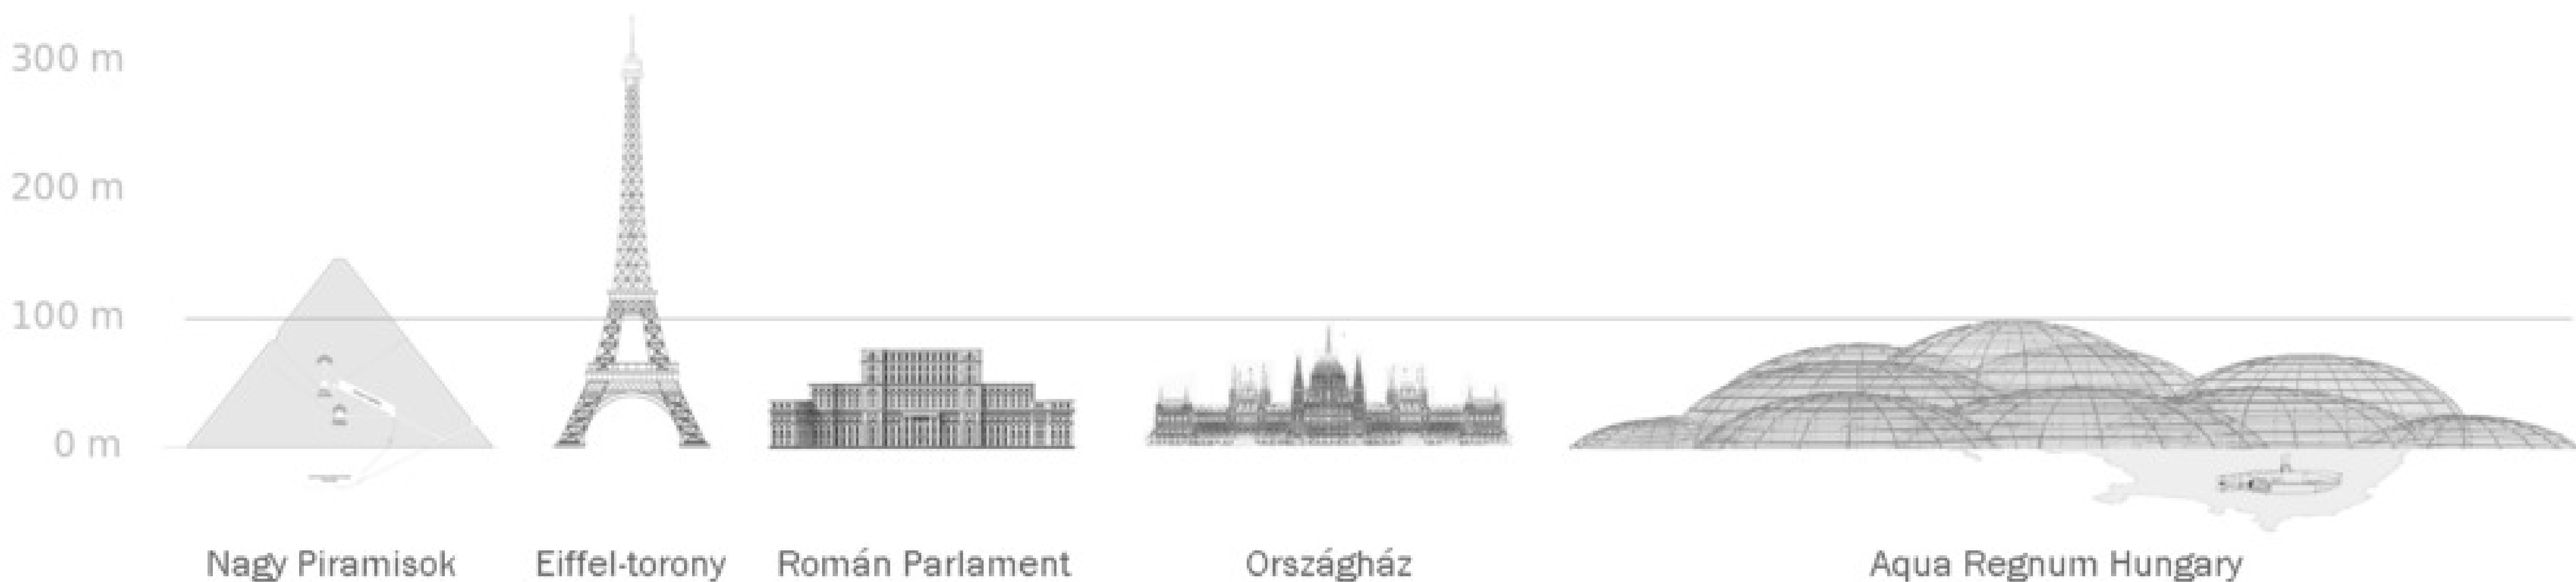 300 m
200 m
100 m
0 m
Nagy Piramisok
Eiffel-torony
Román Parlament
Országház
Aqua Regnum Hungary